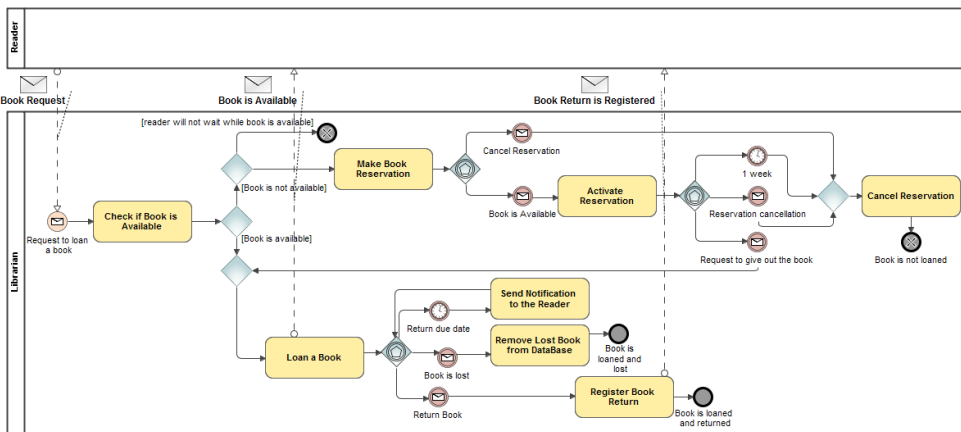 Reader
Book Request
Book is Available
Book Return is Registered
Librarian
[reader will not wait while book is available]
Make Book
Reservation
Cancel Reservation
[Book is not available]
Book is Available
Activate
Reservation
1 week
Reservation cancellation
Request to give out the book
Cancel Reservation
Book is not loaned
Check if Book is
Available
Request to loan
a book
[Book is available]
Send Notification
to the Reader
Return due date
Loan a Book
Remove Lost Book
from DataBase
Book is
loaned and
lost
Book is lost
Register Book
Return
Return Book
Book is loaned
and returned